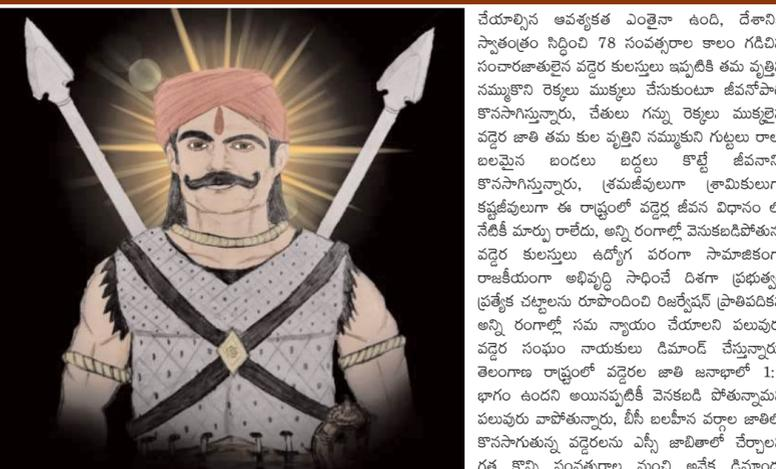 చేయాల్సిన ఆవశ్యకత ఎంతైనా ఉంది, దేశాని
స్వాతంత్రం సిద్ధించి 78 సంవత్సరాల కాలం గడిచి
సంచారజాతులైన వడ్డెర కులస్తులు ఇప్పటికి తమ వృత్తి
నమ్ముకొని రెక్కలు ముక్కలు చేసుకుంటూ జీవనోపా
కొనసాగిస్తున్నారు, చేతులు గన్ను రెక్కలు ముక్కలై
వడ్డెర జాతి తమ కుల వృత్తిని నమ్ముకుని గుట్టలు రాల
బలమైన బండలు బద్దలు కొట్టే జీవనాని
కొనసాగిస్తున్నారు, శ్రమజీవులుగా శ్రామికులుగ
కష్టజీవులుగా ఈ రాష్ట్రంలో వడ్డెర్ల జీవన విధానం
నేటికీ మార్పు రాలేదు, అన్ని రంగాల్లో వెనుకబడిపోతున
వడ్డెర కులస్తులు ఉద్యోగ పరంగా సామాజికంగ
రాజకీయంగా అభివృద్ధి సాధించే దిశగా ప్రభుత్వ
ప్రత్యేక చట్టాలను రూపొందించి రిజర్వేషన్ ప్రాతిపదిక
అన్ని రంగాల్లో సమ న్యాయం చేయాలని పలువుర
వడ్డెర సంఘం నాయకులు డిమాండ్ చేస్తున్నారు
తెలంగాణ రాష్ట్రంలో వడ్డెరల జాతి జనాభాలో 1:
భాగం ఉందని అయినప్పటికీ వెనకబడి పోతున్నామ
పలువురు వాపోతున్నారు, బీసీ బలహీన వర్గాల జాతి
కొనసాగుతున్న వడ్డెరలను ఎస్సీ జాబితాలో చేర్చాల